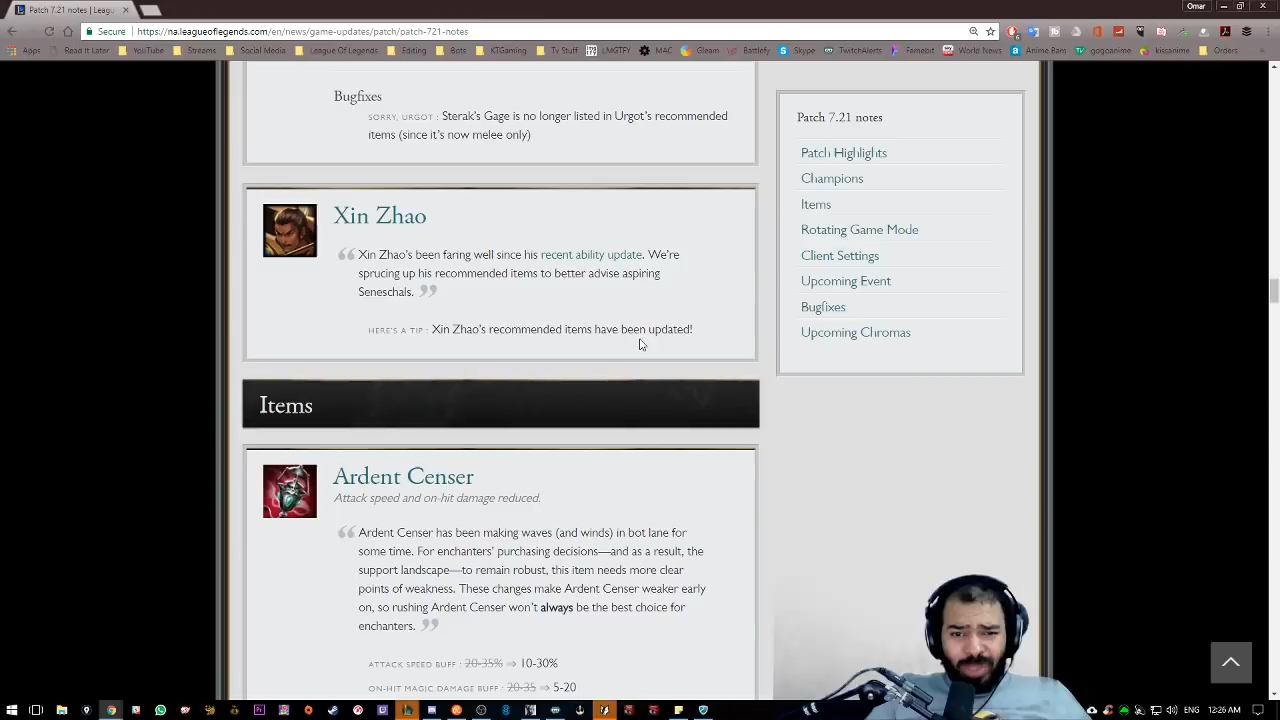 Patch 7.21 notes | Leagu
Omar
Secure https://na.leagueoflegends.com/en/news/game-updates/patch/patch-721-notes
Apps Read It Later YouTube Streams Social Media League Of Legends Editing Bots KTGaming Tv Stuff LMGTFY MAC Gleam Battlefy Skype TwitchAlerts Famebit World News Anime Bans gogoanime kissanime Orders
Bugfixes
SORRY, URGOT : Sterak's Gage is no longer listed in Urgot's recommended
items (since it's now melee only)
Xin Zhao
Xin Zhao's been faring well since his recent ability update. We're
sprucing up his recommended items to better advise aspiring
Seneschals.
HERE'S A TIP : Xin Zhao's recommended items have been updated!
Items
Ardent Censer
Attack speed and on-hit damage reduced.
Ardent Censer has been making waves (and winds) in bot lane for
some time. For enchanters' purchasing decisions—and as a result, the
support landscape—to remain robust, this item needs more clear
points of weakness. These changes make Ardent Censer weaker early
on, so rushing Ardent Censer won't always be the best choice for
enchanters.
ATTACK SPEED BUFF : 20-35% ⇒ 10-30%
ON-HIT MAGIC DAMAGE BUFF : 20-35 ⇒ 5-20
Patch 7.21 notes
Patch Highlights
Champions
Items
Rotating Game Mode
Client Settings
Upcoming Event
Bugfixes
Upcoming Chromas
12:26 AM